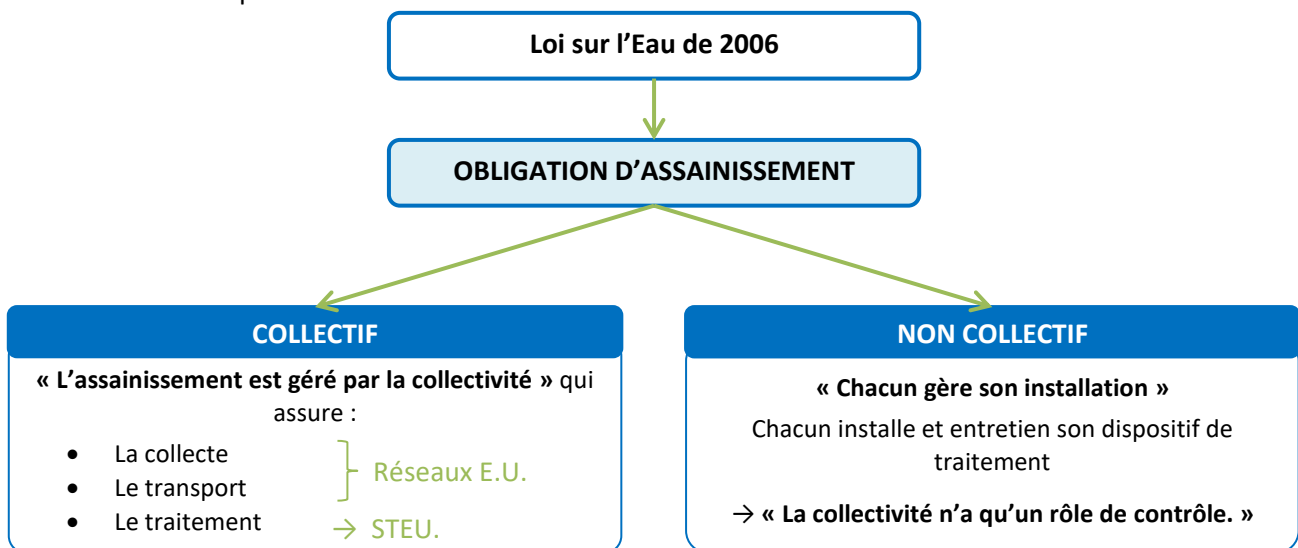 Loi sur l'Eau de 2006
OBLIGATION D'ASSAINISSEMENT
COLLECTIF
« L'assainissement est géré par la collectivité » qui
assure :
• La collecte
• Le transport
Réseaux E.U.
• Le traitement
→ STEU.
NON COLLECTIF
« Chacun gère son installation »
Chacun installe et entretien son dispositif de
traitement
→ « La collectivité n'a qu'un rôle de contrôle. »